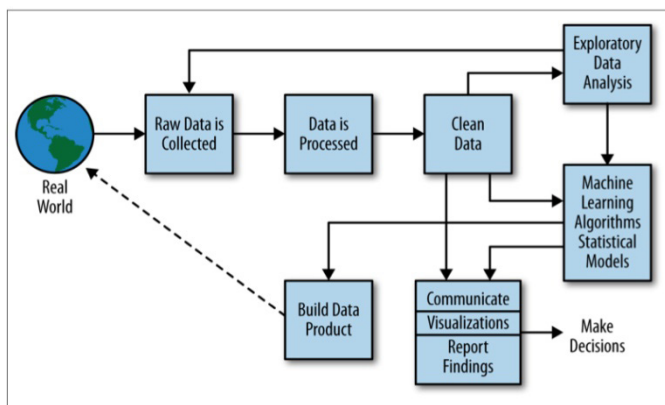 Exploratory
Data
Analysis
Raw Data is
Collected
Data is
Processed
Clean
Data
Real
World
Machine
Learning
Algorithms
Statistical
Models
Build Data
Product
Communicate
Visualizations
Report
Findings
Make
Decisions